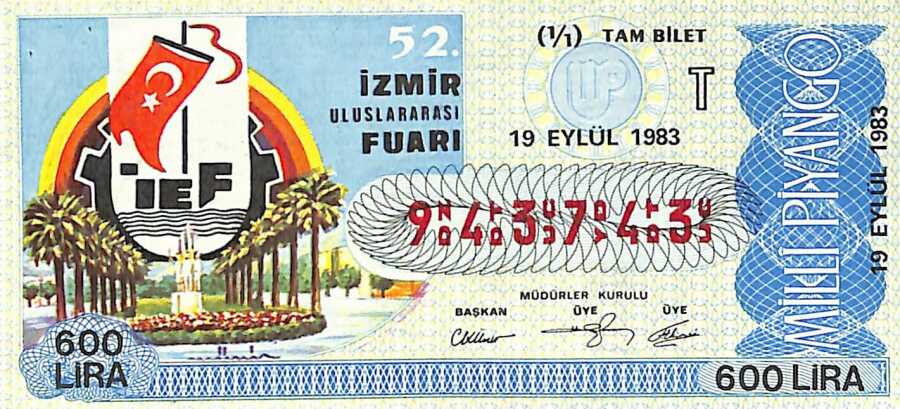 52.
İZMİR
ULUSLARARASI
FUARI
İEF
(1/1) TAM BİLET
T
19 EYLÜL 1983
9 4 3 7 4 3
MÜDÜRLER KURULU
BAŞKAN ÜYE ÜYE
600
LİRA
600 LİRA
MİLLİ PİYANGO
19 EYLÜL 1983